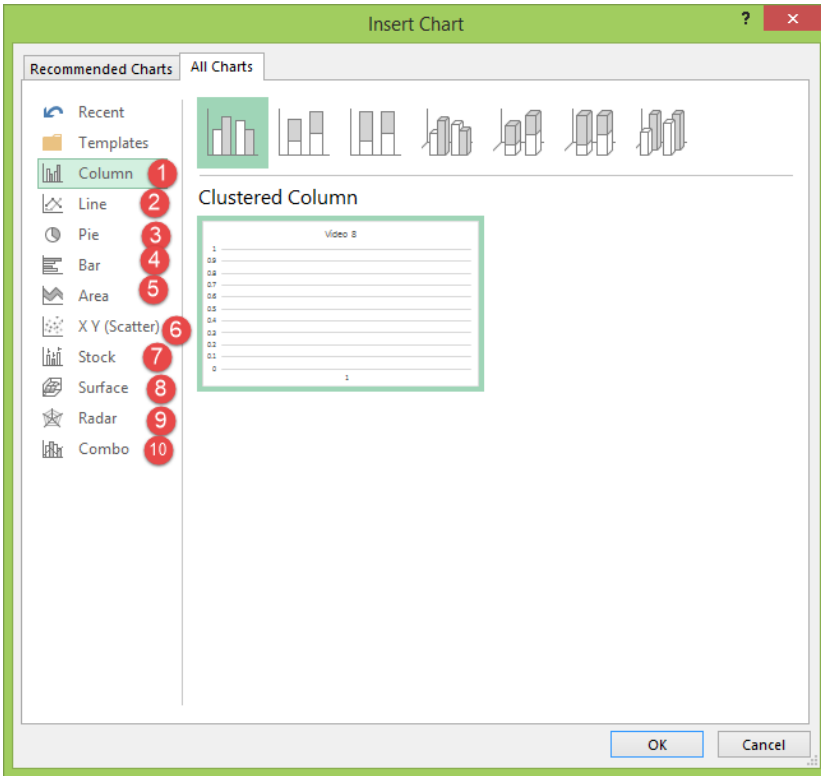 Insert Chart
?
Recommended Charts
All Charts
Recent
Templates
Column 1
Line 2
Pie 3
Bar 4
Area 5
X Y (Scatter) 6
Stock 7
Surface 8
Radar 9
Combo 10
Clustered Column
Video 8
1
0.9
0.8
0.7
0.6
0.5
0.4
0.3
0.2
0.1
0
1
OK
Cancel